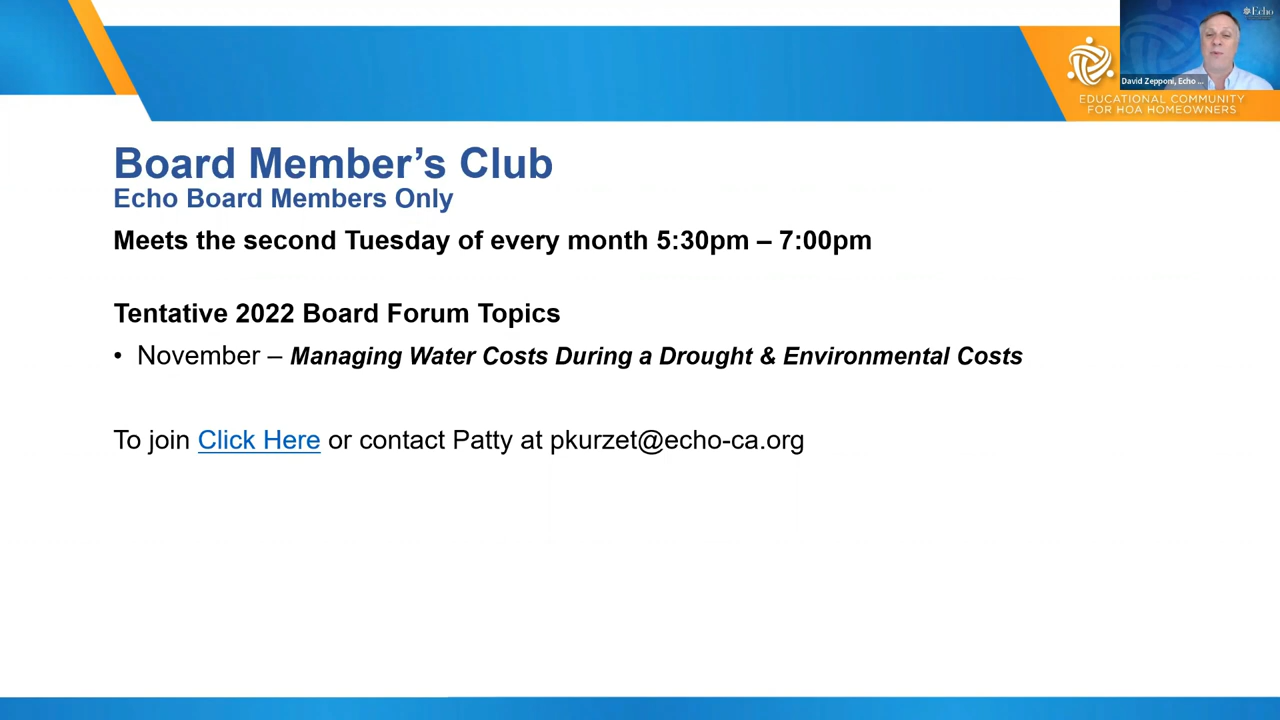 Echo
David Zepponi, Echo ...
EDUCATIONAL COMMUNITY
FOR HOA HOMEOWNERS
Board Member’s Club
Echo Board Members Only
Meets the second Tuesday of every month 5:30pm – 7:00pm
Tentative 2022 Board Forum Topics
• November – Managing Water Costs During a Drought & Environmental Costs
To join Click Here or contact Patty at pkurzet@echo-ca.org